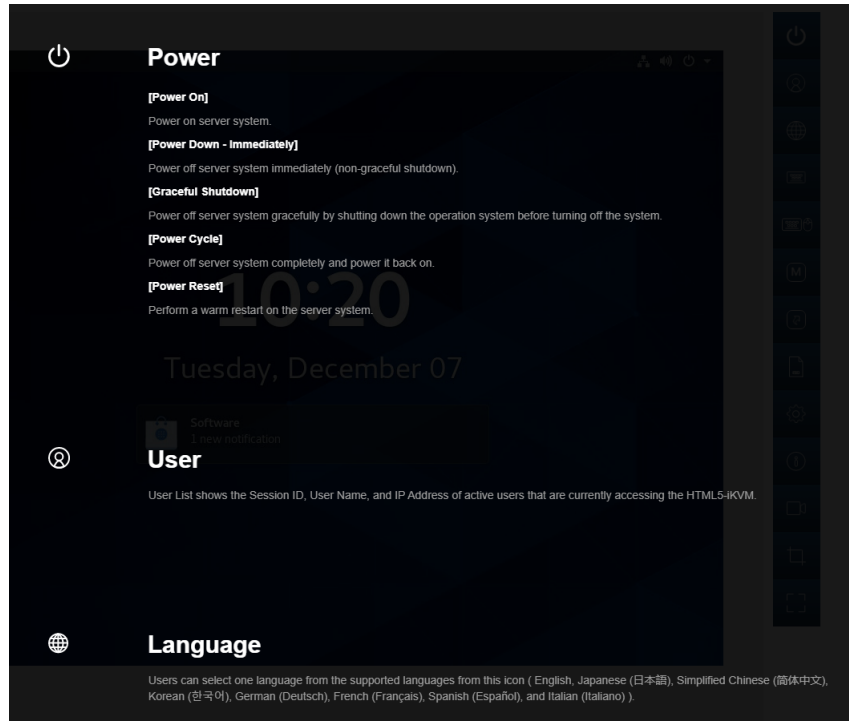 Power
[Power On]
Power on server system.
[Power Down - Immediately]
Power off server system immediately (non-graceful shutdown).
[Graceful Shutdown]
Power off server system gracefully by shutting down the operation system before turning off the system.
[Power Cycle]
Power off server system completely and power it back on.
[Power Reset]
Perform a warm restart on the server system.
10:20
Tuesday, December 07
Software
1 new notification
User
User List shows the Session ID, User Name, and IP Address of active users that are currently accessing the HTML5-iKVM.
Language
Users can select one language from the supported languages from this icon ( English, Japanese (日本語), Simplified Chinese (简体中文),
Korean (한국어), German (Deutsch), French (Français), Spanish (Español), and Italian (Italiano) ).
M
P